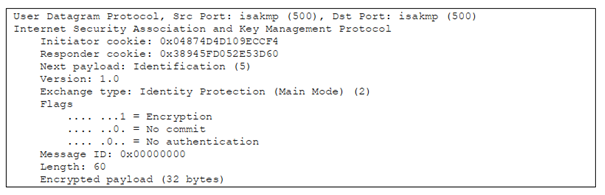 User Datagram Protocol, Src Port: isakmp (500), Dst Port: isakmp (500)
Internet Security Association and Key Management Protocol
Initiator cookie: 0x04874D4D109ECCF4
Responder cookie: 0x38945FD052E53D60
Next payload: Identification (5)
Version: 1.0
Exchange type: Identity Protection (Main Mode) (2)
Flags
.... ...1 = Encryption
.... ..0. = No commit
.... .0.. = No authentication
Message ID: 0x00000000
Length: 60
Encrypted payload (32 bytes)